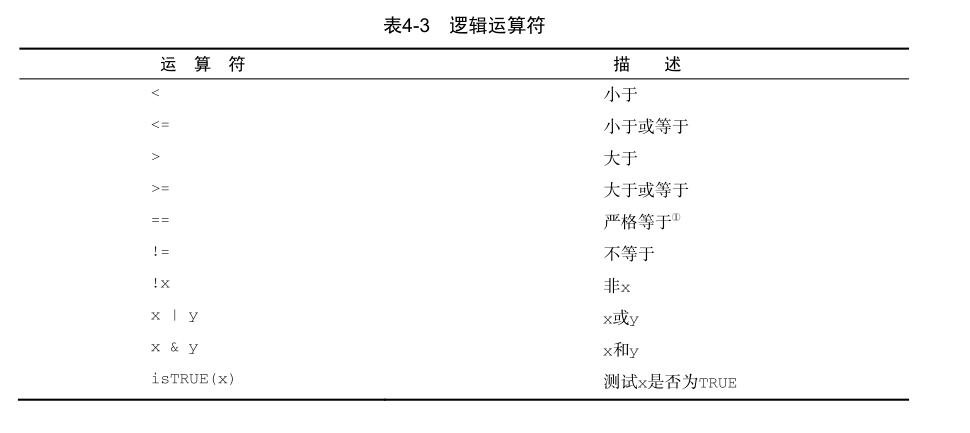 表4-3 逻辑运算符
运 算 符 描 述
< 小于
<= 小于或等于
> 大于
>= 大于或等于
== 严格等于①
!= 不等于
!x 非x
x | y x或y
x & y x和y
isTRUE(x) 测试x是否为TRUE